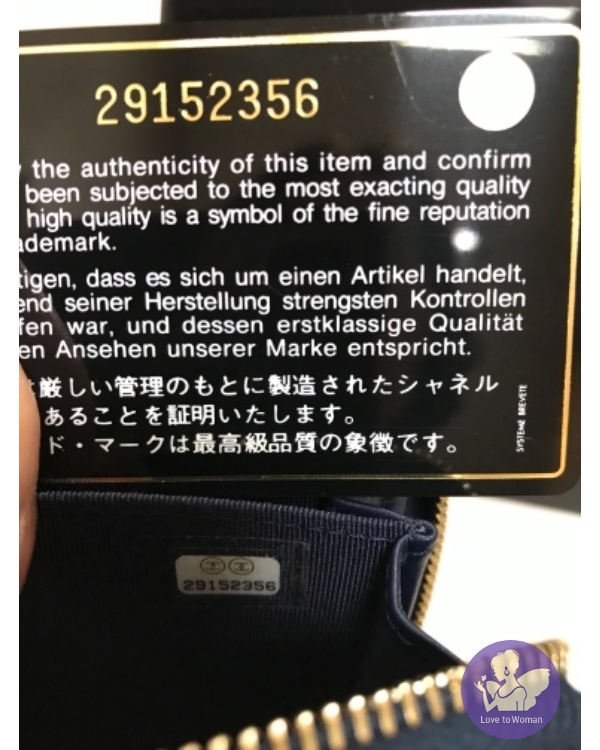 29152356
the authenticity of this item and confirm
been subjected to the most exacting quality
high quality is a symbol of the fine reputation
ademark.
tigen, dass es sich um einen Artikel handelt,
end seiner Herstellung strengsten Kontrollen
fen war, und dessen erstklassige Qualität
en Ansehen unserer Marke entspricht.
厳しい管理のもとに製造されたシャネル
あることを証明いたします。
ド・マークは最高級品質の象徴です。
SYSTEME BREVETE
29152356
Love to Woman